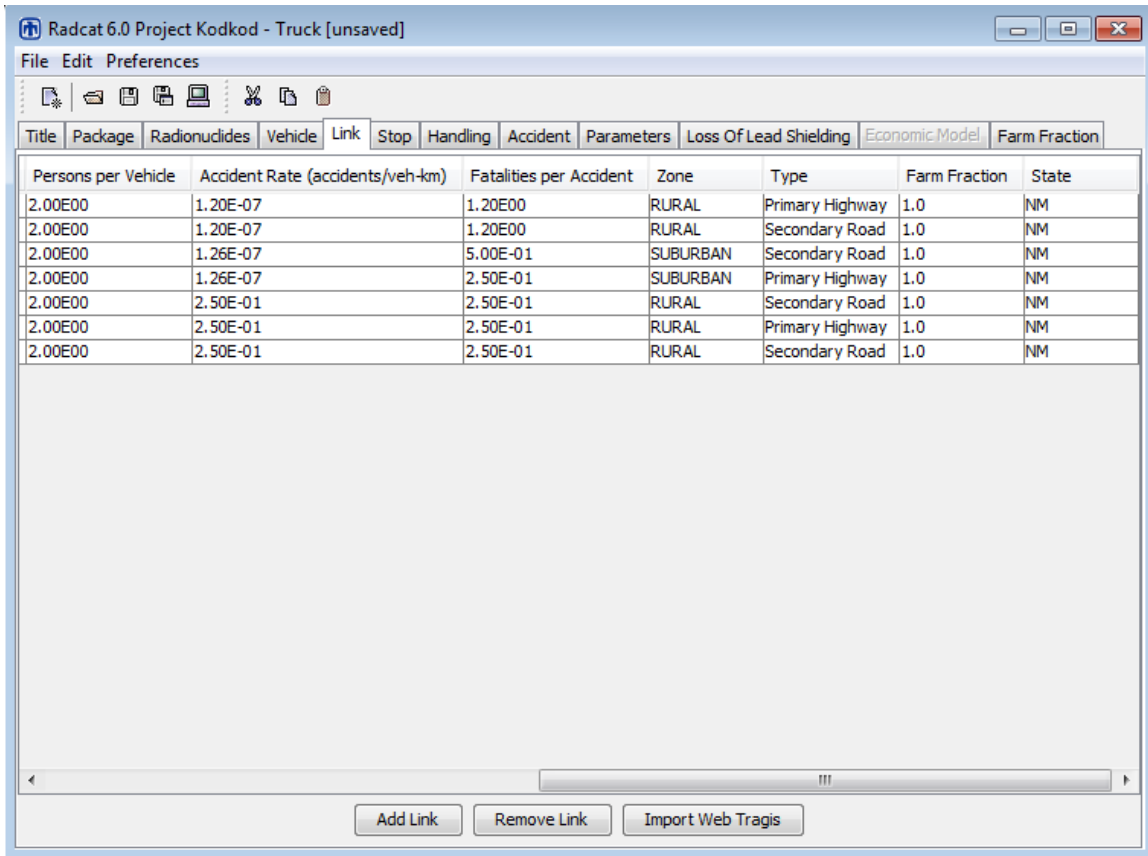 Radcat 6.0 Project Kodkod - Truck [unsaved]
File Edit Preferences
Title Package Radionuclides Vehicle Link Stop Handling Accident Parameters Loss Of Lead Shielding Economic Model Farm Fraction
Persons per Vehicle Accident Rate (accidents/veh-km) Fatalities per Accident Zone Type Farm Fraction State
2.00E00 1.20E-07 1.20E00 RURAL Primary Highway 1.0 NM
2.00E00 1.20E-07 1.20E00 RURAL Secondary Road 1.0 NM
2.00E00 1.26E-07 5.00E-01 SUBURBAN Secondary Road 1.0 NM
2.00E00 1.26E-07 2.50E-01 SUBURBAN Primary Highway 1.0 NM
2.00E00 2.50E-01 2.50E-01 RURAL Secondary Road 1.0 NM
2.00E00 2.50E-01 2.50E-01 RURAL Primary Highway 1.0 NM
2.00E00 2.50E-01 2.50E-01 RURAL Secondary Road 1.0 NM
Add Link Remove Link Import Web Tragis